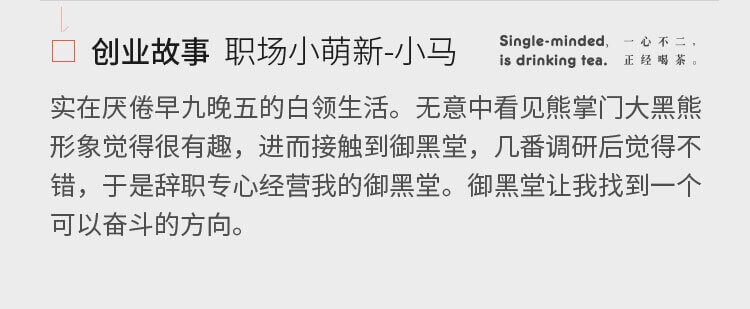 创业故事 职场小萌新-小马
Single-minded, 一心不二，
is drinking tea. 正经喝茶。
实在厌倦早九晚五的白领生活。无意中看见熊掌门大黑熊
形象觉得很有趣，进而接触到御黑堂，几番调研后觉得不
错，于是辞职专心经营我的御黑堂。御黑堂让我找到一个
可以奋斗的方向。